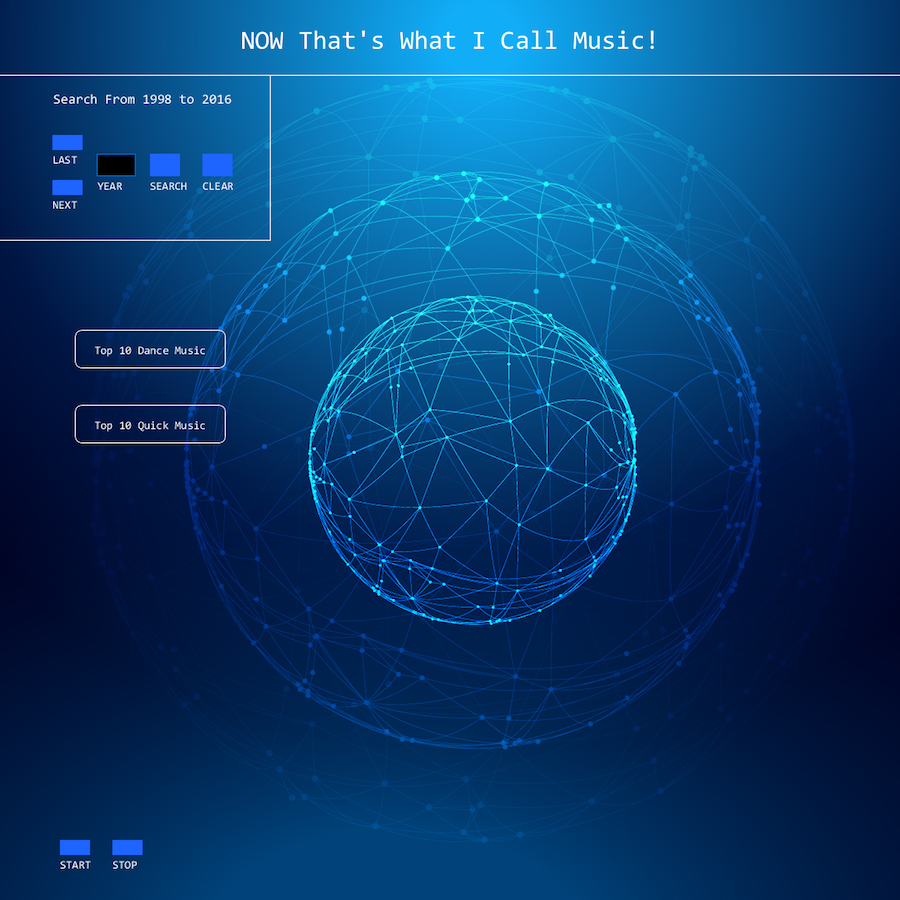 NOW That's What I Call Music!
Search From 1998 to 2016
LAST
YEAR SEARCH CLEAR
NEXT
Top 10 Dance Music
Top 10 Quick Music
START STOP